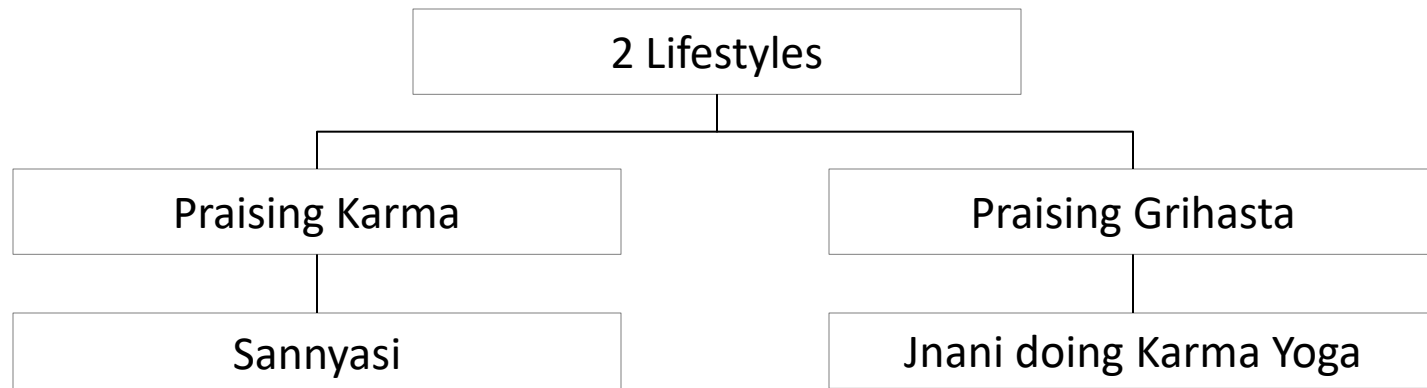 2 Lifestyles
Praising Karma
Praising Grihasta
Sannyasi
Jnani doing Karma Yoga